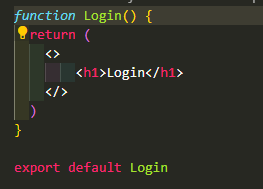 function Login() {
return (
<>
<h1>Login</h1>
</>
)
}
export default Login